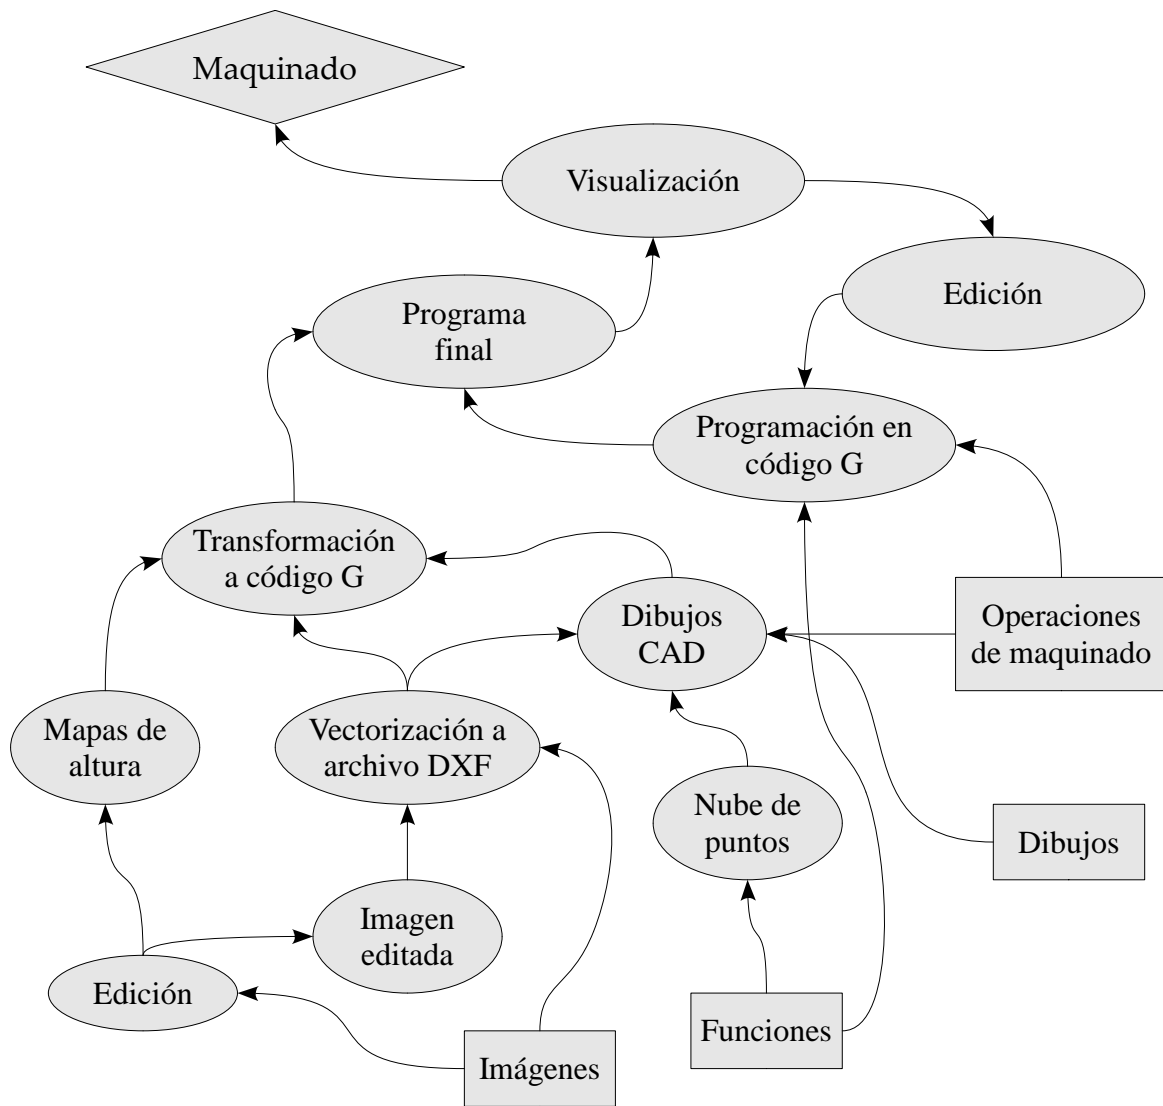 Maquinado
Visualización
Edición
Programa
final
Programación en
código G
Transformación
a código G
Dibujos
CAD
Operaciones
de maquinado
Mapas de
altura
Vectorización a
archivo DXF
Nube de
puntos
Dibujos
Imagen
editada
Edición
Funciones
Imágenes